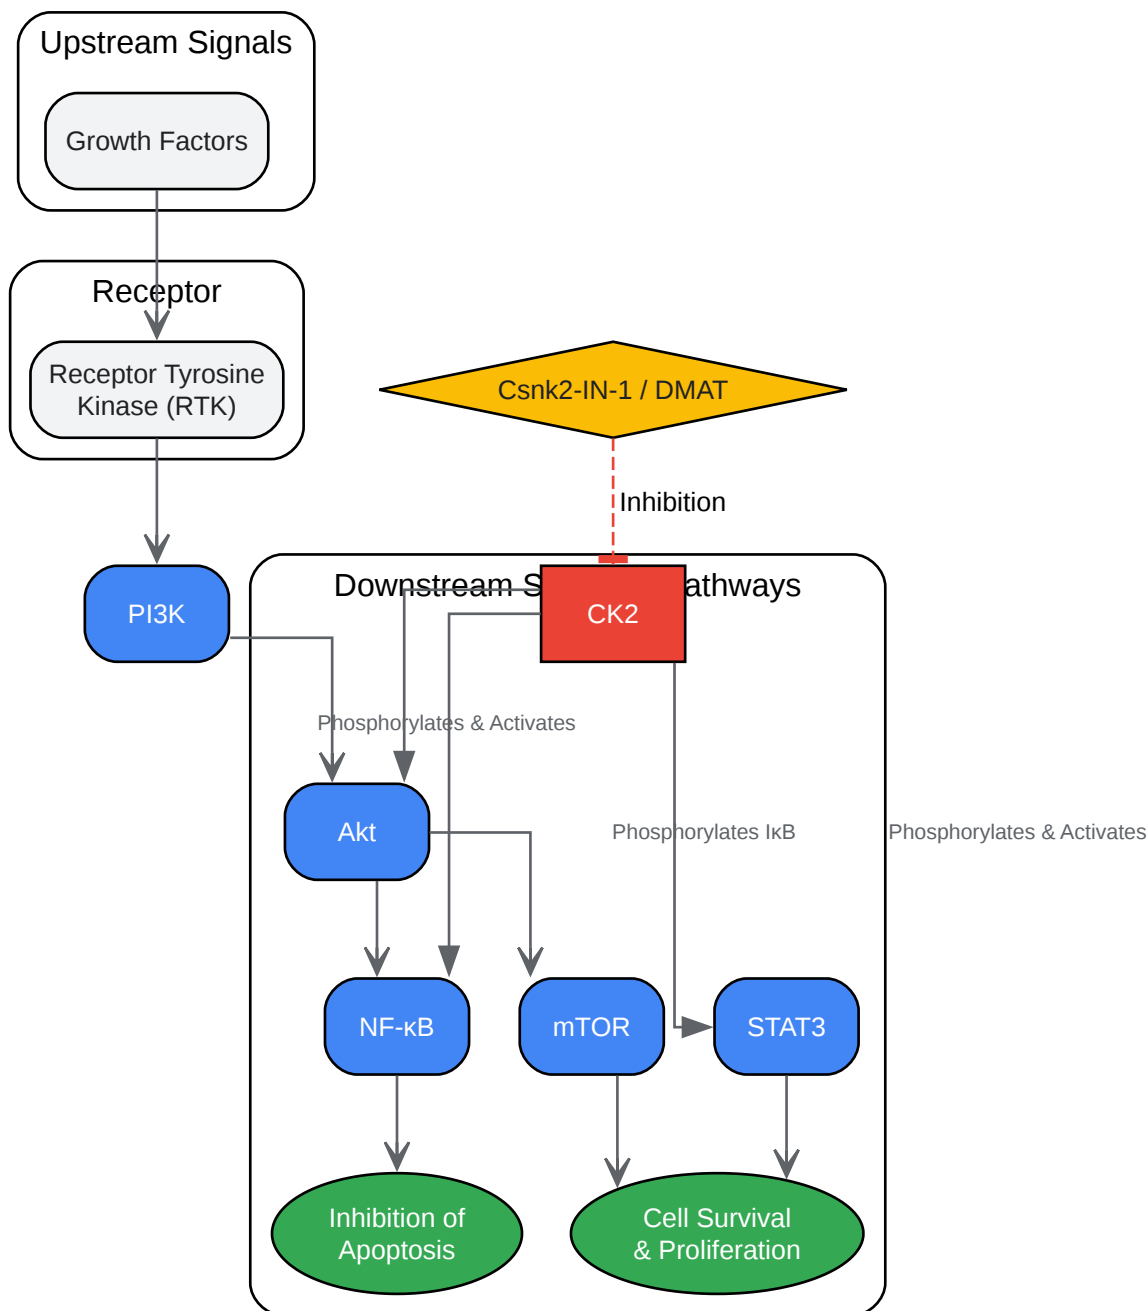 Upstream Signals
Growth Factors
Receptor
Receptor Tyrosine
Kinase (RTK)
Csnk2-IN-1 / DMAT
Inhibition
Downstream S athways
PI3K
CK2
Phosphorylates & Activates
Akt
Phosphorylates IκB
Phosphorylates & Activates
NF-κB
mTOR
STAT3
Inhibition of
Apoptosis
Cell Survival
& Proliferation